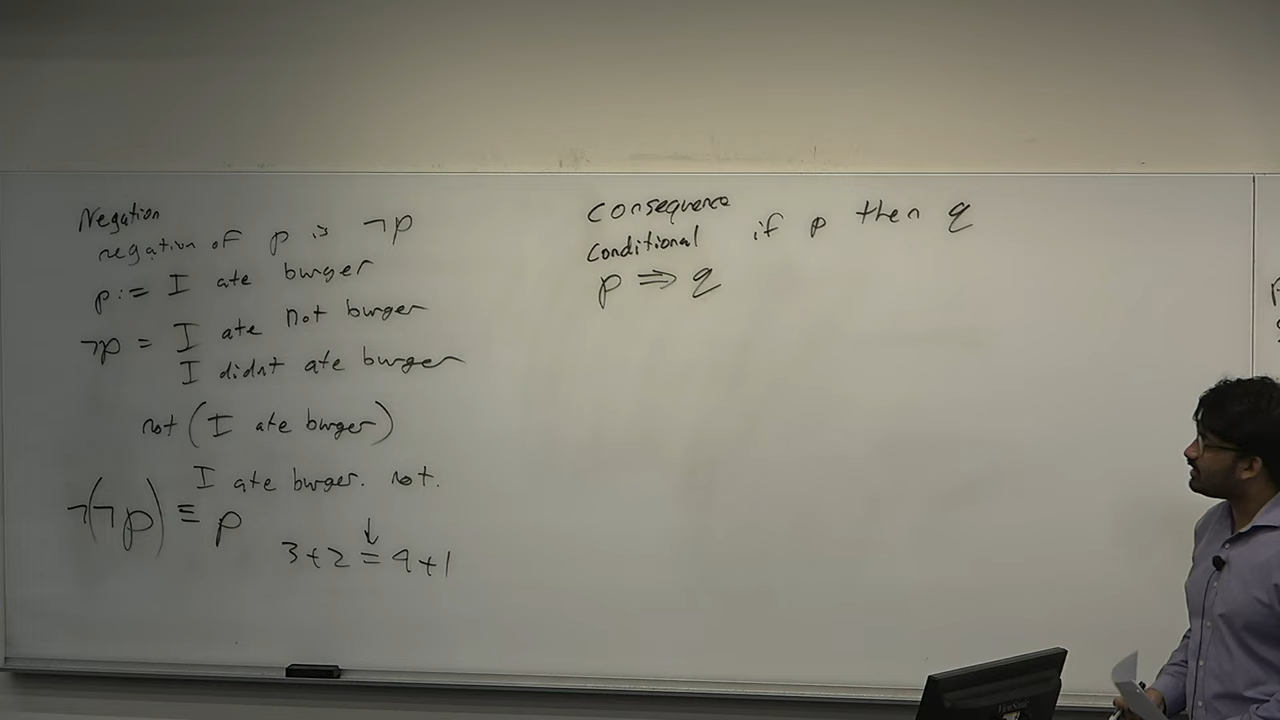 Negation
negation of p is ¬p
p := I ate burger
¬p = I ate not burger
I didnt ate burger
not (I ate burger)
I ate burger. not.
¬(¬p) ≡ p
↓
3+2 = 4+1
Consequence
Conditional if p then q
p ⇒ q